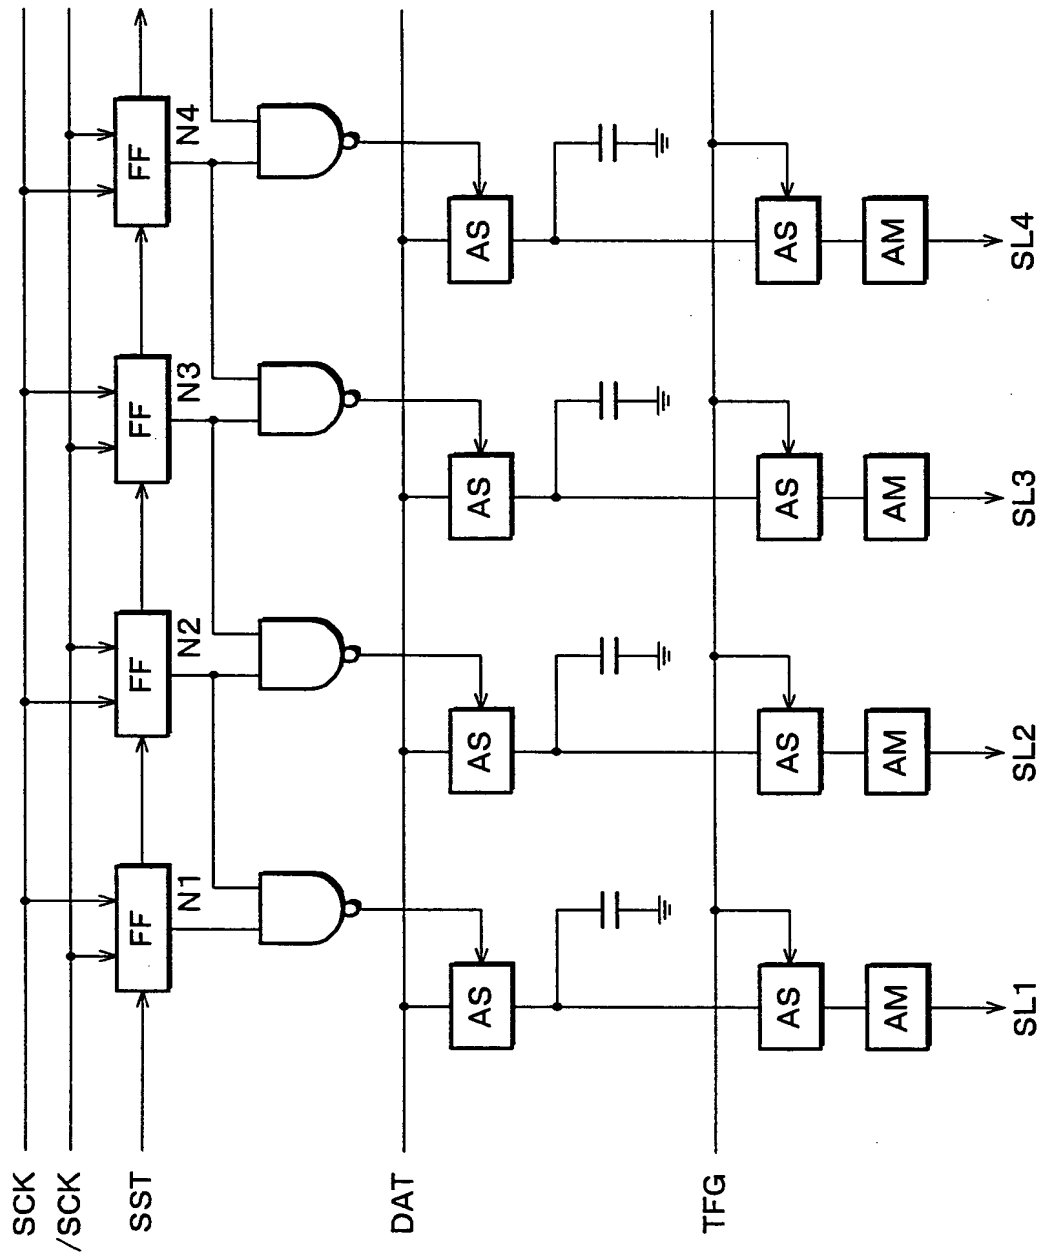 SCK
/SCK
SST
FF
FF
FF
FF
N1
N2
N3
N4
DAT
AS
AS
AS
AS
TFG
AS
AS
AS
AS
AM
AM
AM
AM
SL1
SL2
SL3
SL4